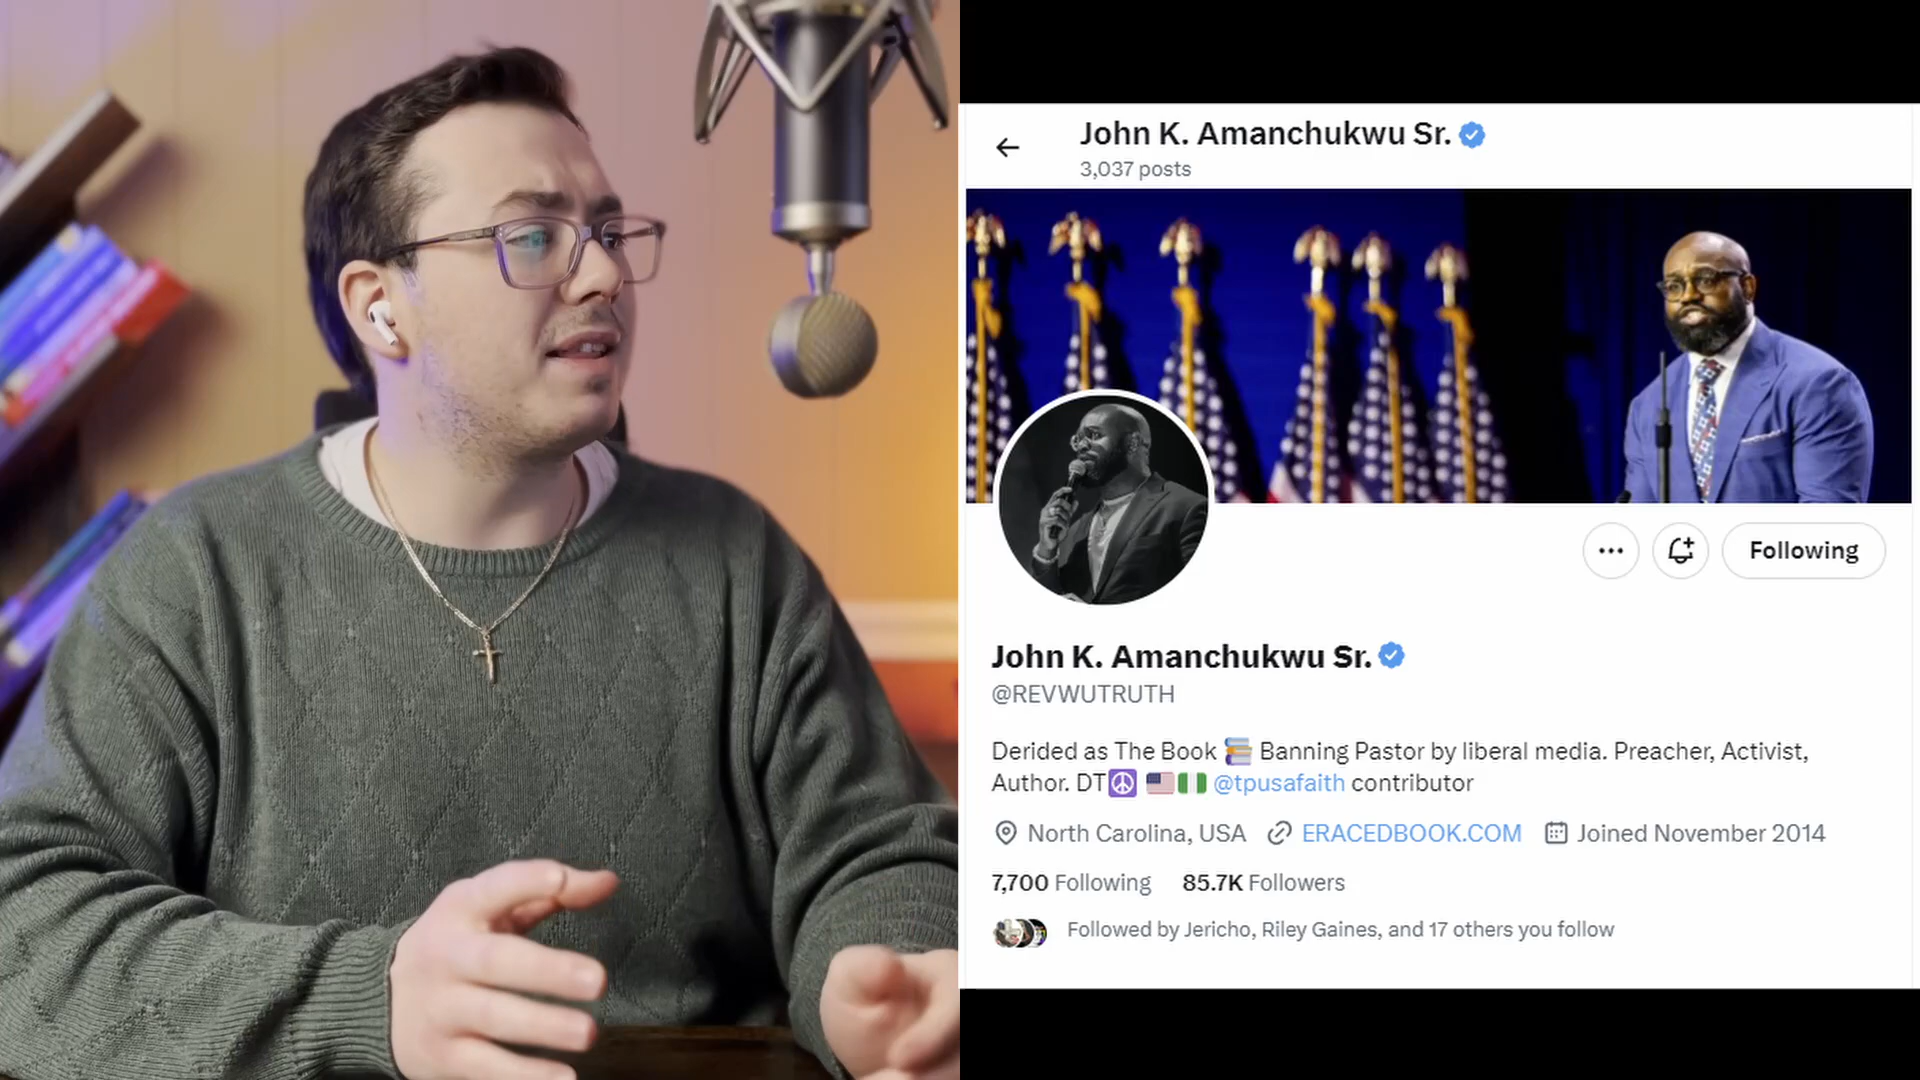 John K. Amanchukwu Sr.
3,037 posts
Following
John K. Amanchukwu Sr.
@REVWUTRUTH
Derided as The Book 📚 Banning Pastor by liberal media. Preacher, Activist,
Author. DT☮️ 🇺🇸🇳🇬 @tpusafaith contributor
North Carolina, USA ERACEDBOOK.COM Joined November 2014
7,700 Following 85.7K Followers
Followed by Jericho, Riley Gaines, and 17 others you follow